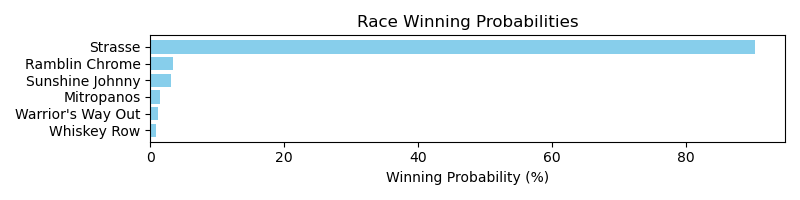 Race Winning Probabilities
Strasse
Ramblin Chrome
Sunshine Johnny
Mitropanos
Warrior's Way Out
Whiskey Row
0 20 40 60 80
Winning Probability (%)